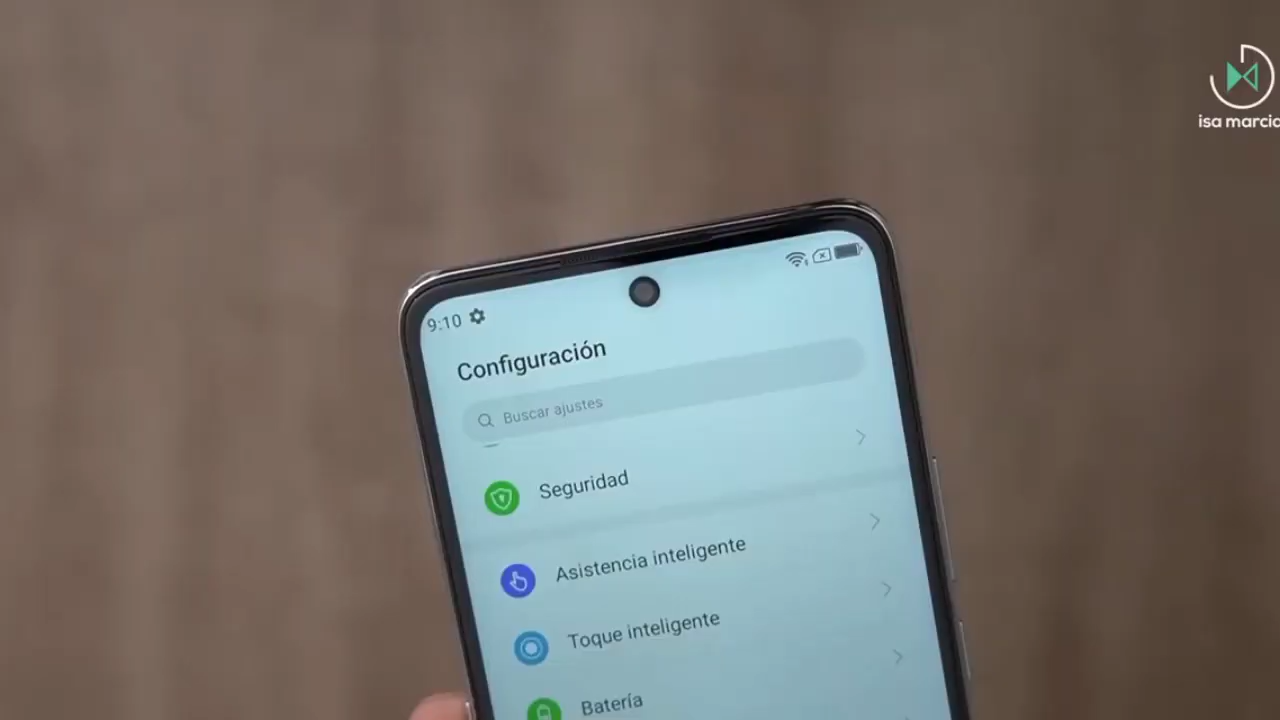 isa marcia
9:10
Configuración
Buscar ajustes
Seguridad
Asistencia inteligente
Toque inteligente
Batería